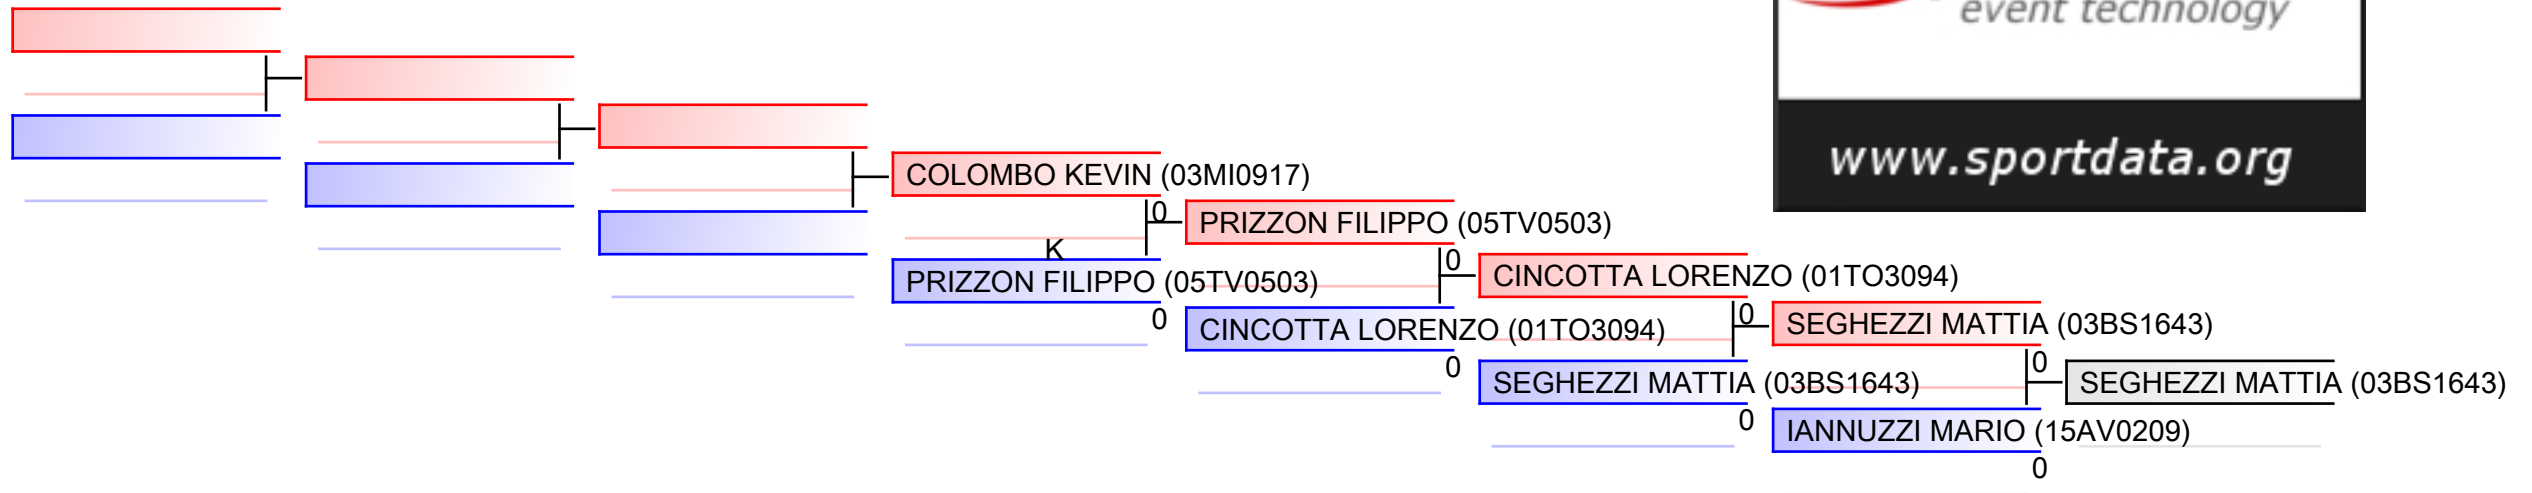 event technology
www.sportdata.org
COLOMBO KEVIN (03MI0917)
0
PRIZZON FILIPPO (05TV0503)
K
PRIZZON FILIPPO (05TV0503)
0
0
CINCOTTA LORENZO (01TO3094)
CINCOTTA LORENZO (01TO3094)
0
0
SEGHEZZI MATTIA (03BS1643)
SEGHEZZI MATTIA (03BS1643)
0
0
SEGHEZZI MATTIA (03BS1643)
IANNUZZI MARIO (15AV0209)
0